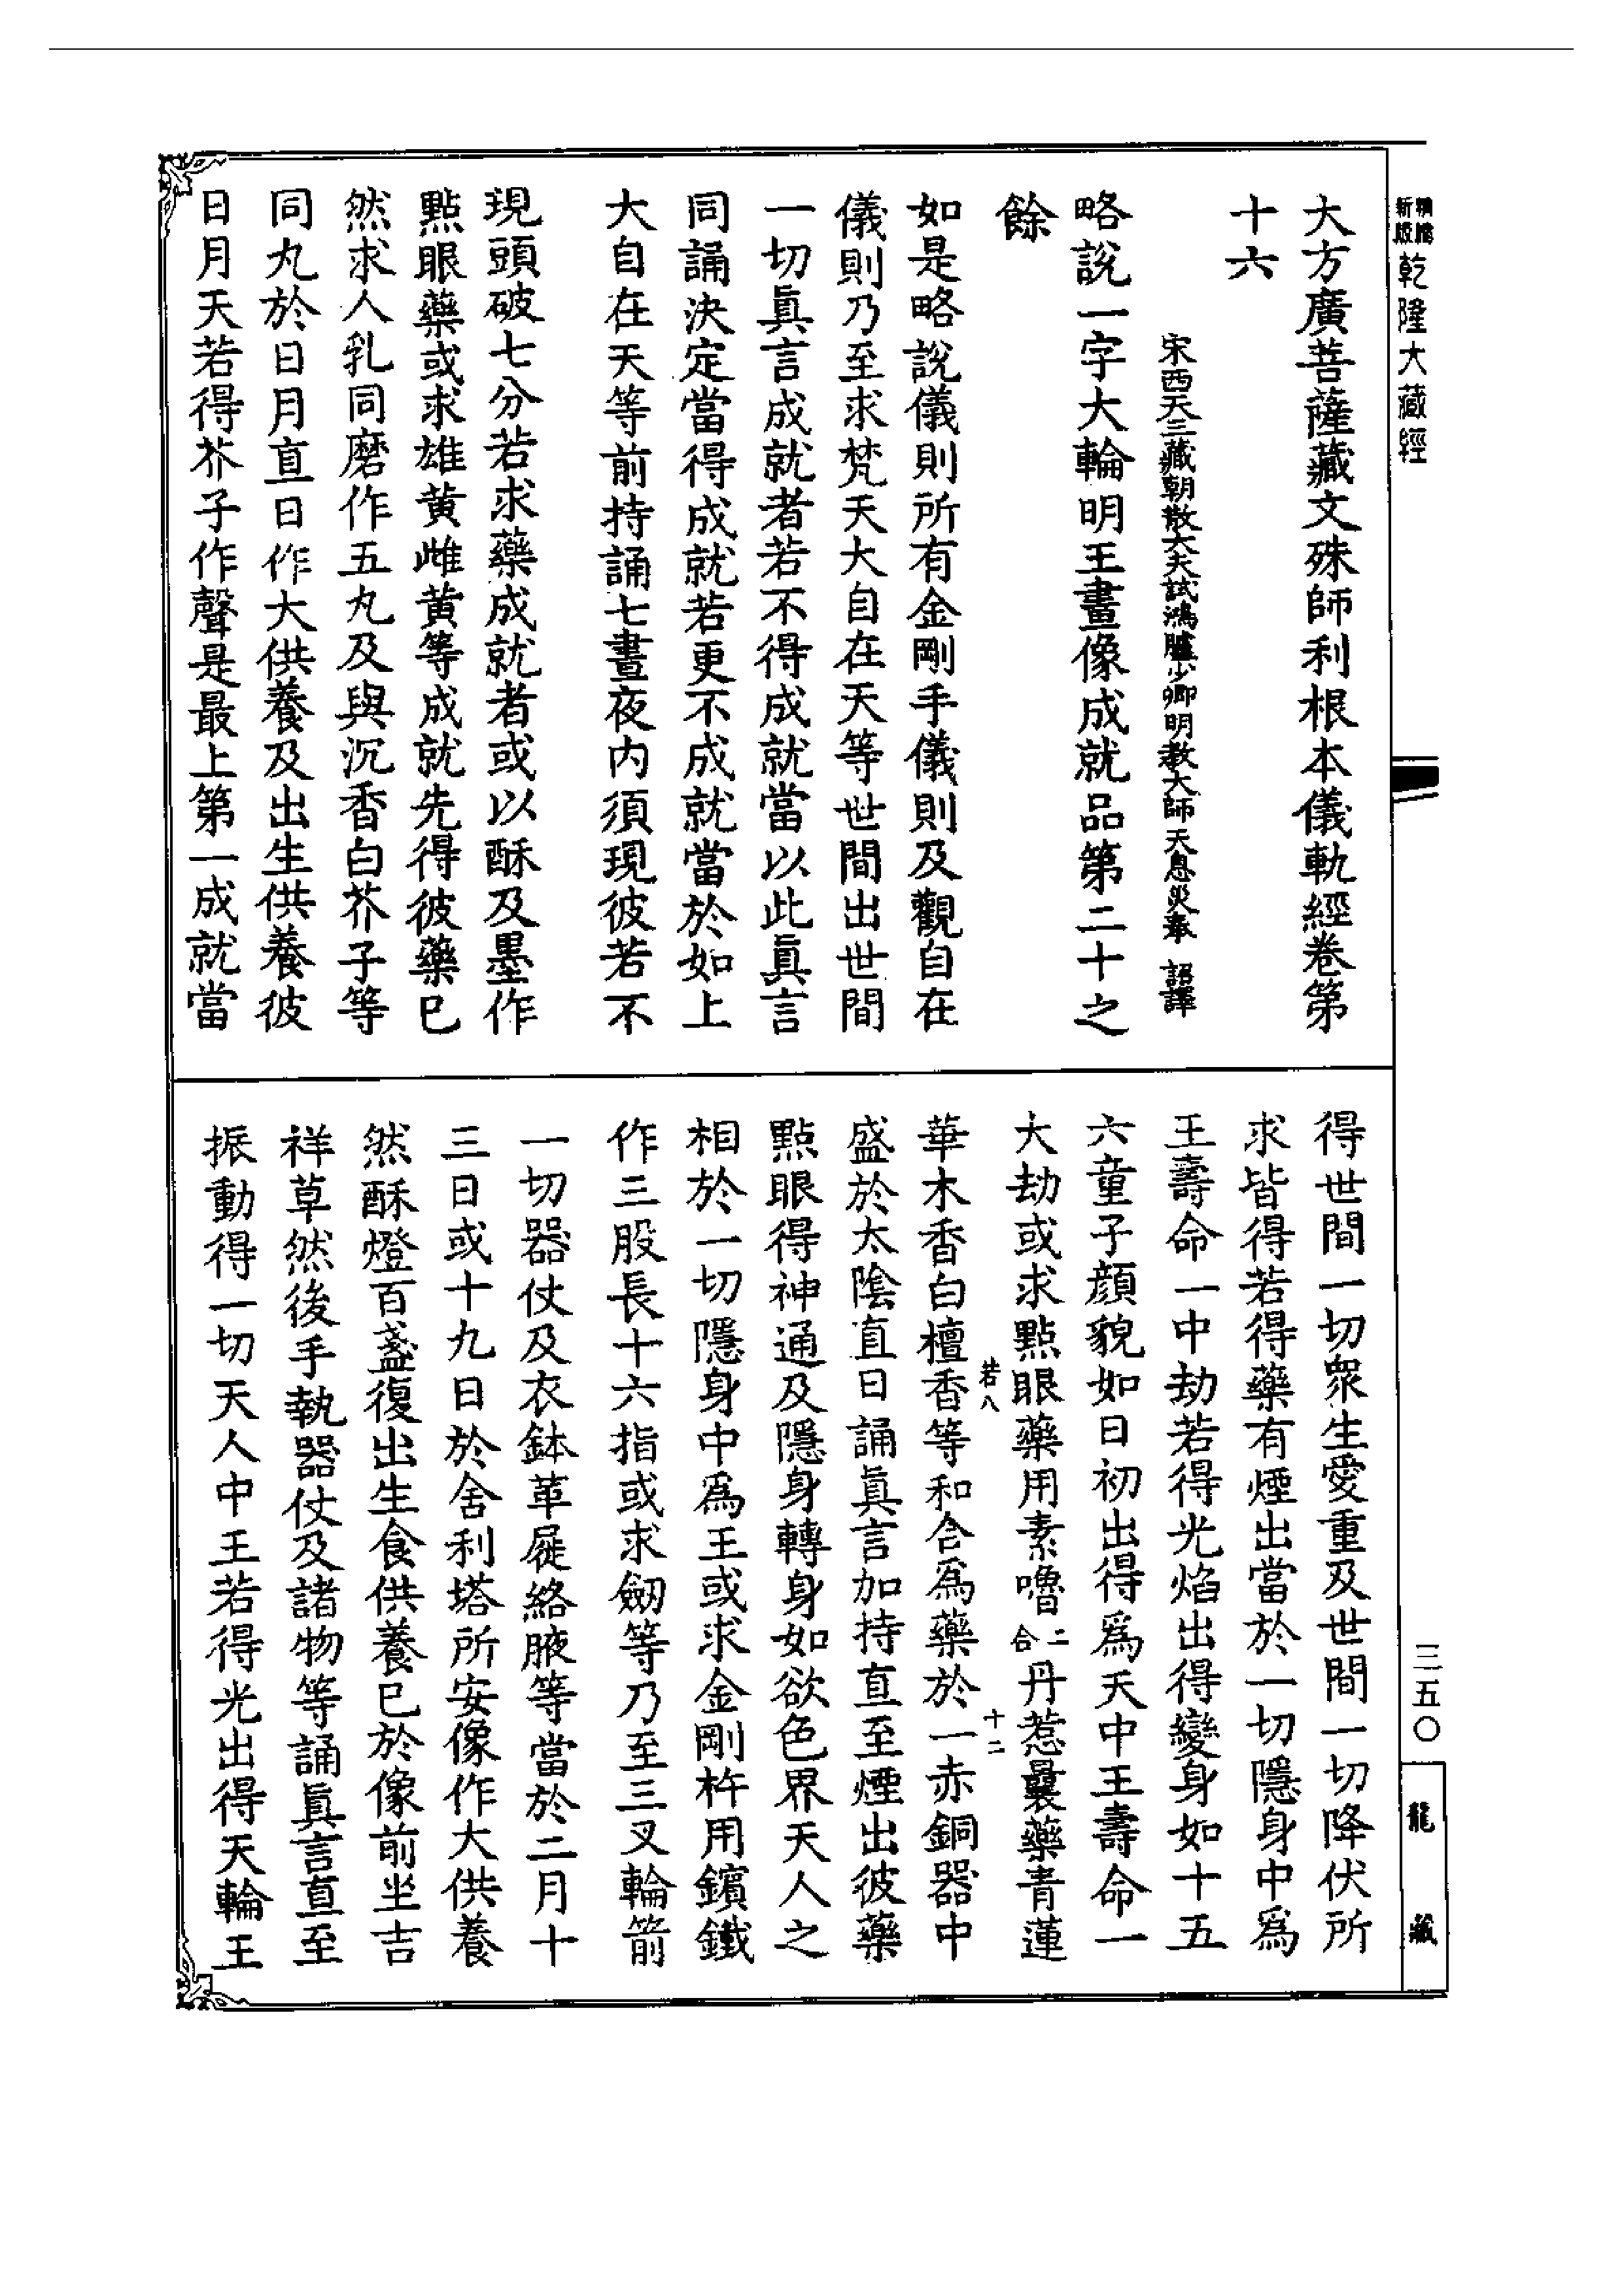 新版
精縮
乾隆大藏經
大方廣菩薩藏文殊師利根本儀軌經卷第
十六
宋西天三藏朝散大夫試鴻臚少卿明教大師天息災奉 詔譯
略說一字大輪明王畫像成就品第二十之
餘
如是略說儀則所有金剛手儀則及觀自在
儀則乃至求梵天大自在天等世間出世間
一切眞言成就者若不得成就當以此眞言
同誦決定當得成就若更不成就當於如上
大自在天等前持誦七晝夜内須現彼若不
現頭破七分若求藥成就者或以酥及墨作
點眼藥或求雄黃雌黃等成就先得彼藥已
然求人乳同磨作五丸及與沉香白芥子等
同丸於日月直日作大供養及出生供養彼
日月天若得芥子作聲是最上第一成就當
得世間一切衆生愛重及世間一切降伏所
求皆得若得藥有煙出當於一切隱身中爲
王壽命一中劫若得光焰出得變身如十五
六童子顔貌如日初出得爲天中王壽命一
大劫或求點眼藥用素嚕二合丹惹曩藥青蓮
華木香白檀香等和合爲藥於一赤銅器中
盛於太陰直日誦眞言加持直至煙出彼藥
點眼得神通及隱身轉身如欲色界天人之
相於一切隱身中爲王或求金剛杵用鑌鐵
作三股長十六指或求劒等乃至三叉輪箭
一切器仗及衣鉢革屣絡腋等當於二月十
三日或十九日於舍利塔所安像作大供養
然酥燈百盞復出生食供養已於像前坐吉
祥草然後手執器仗及諸物等誦眞言直至
振動得一切天人中王若得光出得天輪王
八
十二
三五〇
龍藏